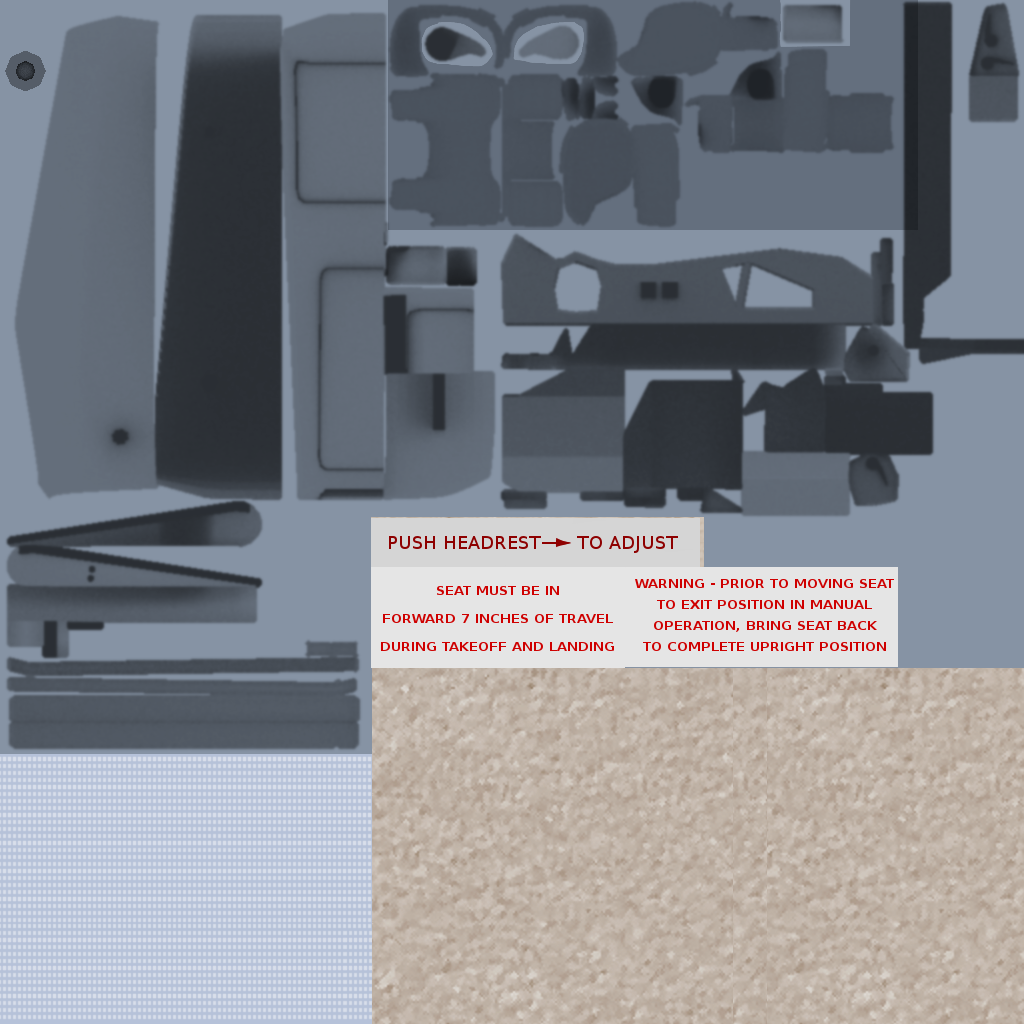 PUSH HEADREST→ TO ADJUST
SEAT MUST BE IN
FORWARD 7 INCHES OF TRAVEL
DURING TAKEOFF AND LANDING
WARNING - PRIOR TO MOVING SEAT
TO EXIT POSITION IN MANUAL
OPERATION, BRING SEAT BACK
TO COMPLETE UPRIGHT POSITION